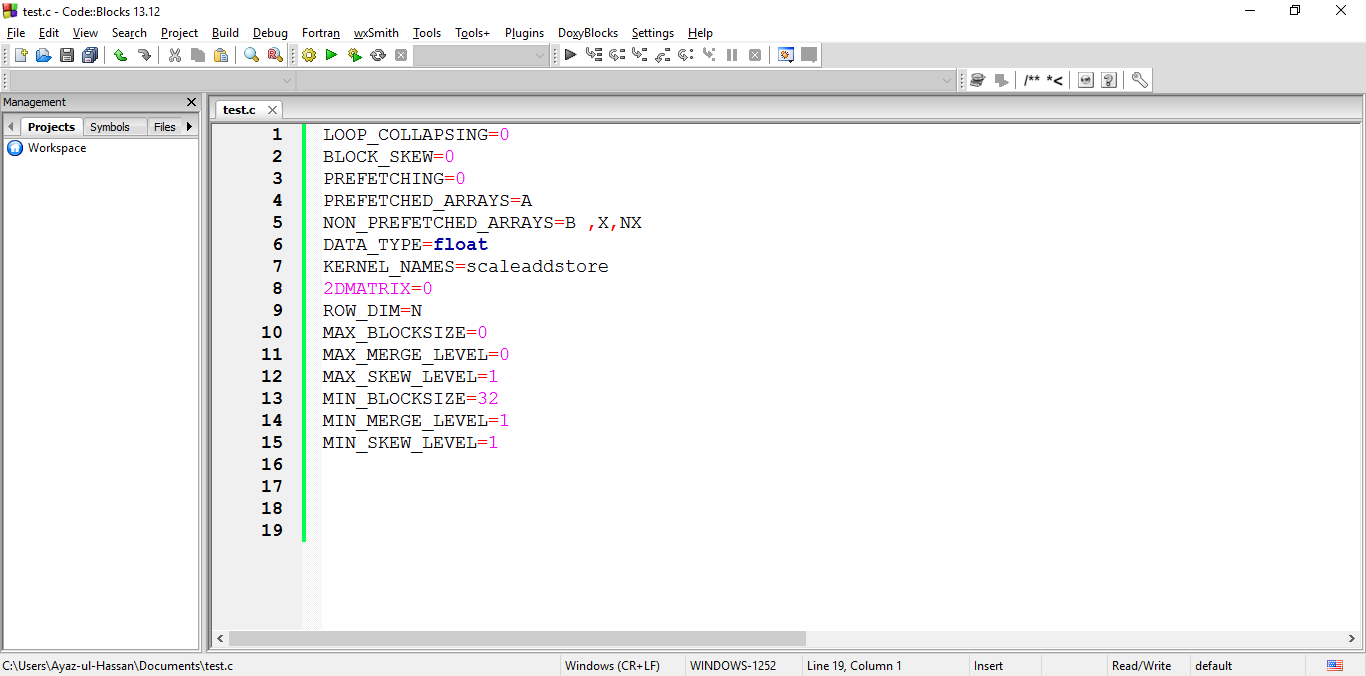 test.c - Code::Blocks 13.12
File Edit View Search Project Build Debug Fortran wxSmith Tools Tools+ Plugins DoxyBlocks Settings Help
/** *<
Management
test.c
Projects Symbols Files
Workspace
1 LOOP_COLLAPSING=0
2 BLOCK_SKEW=0
3 PREFETCHING=0
4 PREFETCHED_ARRAYS=A
5 NON_PREFETCHED_ARRAYS=B ,X,NX
6 DATA_TYPE=float
7 KERNEL_NAMES=scaleaddstore
8 2DMATRIX=0
9 ROW_DIM=N
10 MAX_BLOCKSIZE=0
11 MAX_MERGE_LEVEL=0
12 MAX_SKEW_LEVEL=1
13 MIN_BLOCKSIZE=32
14 MIN_MERGE_LEVEL=1
15 MIN_SKEW_LEVEL=1
16
17
18
19
C:\Users\Ayaz-ul-Hassan\Documents\test.c Windows (CR+LF) WINDOWS-1252 Line 19, Column 1 Insert Read/Write default